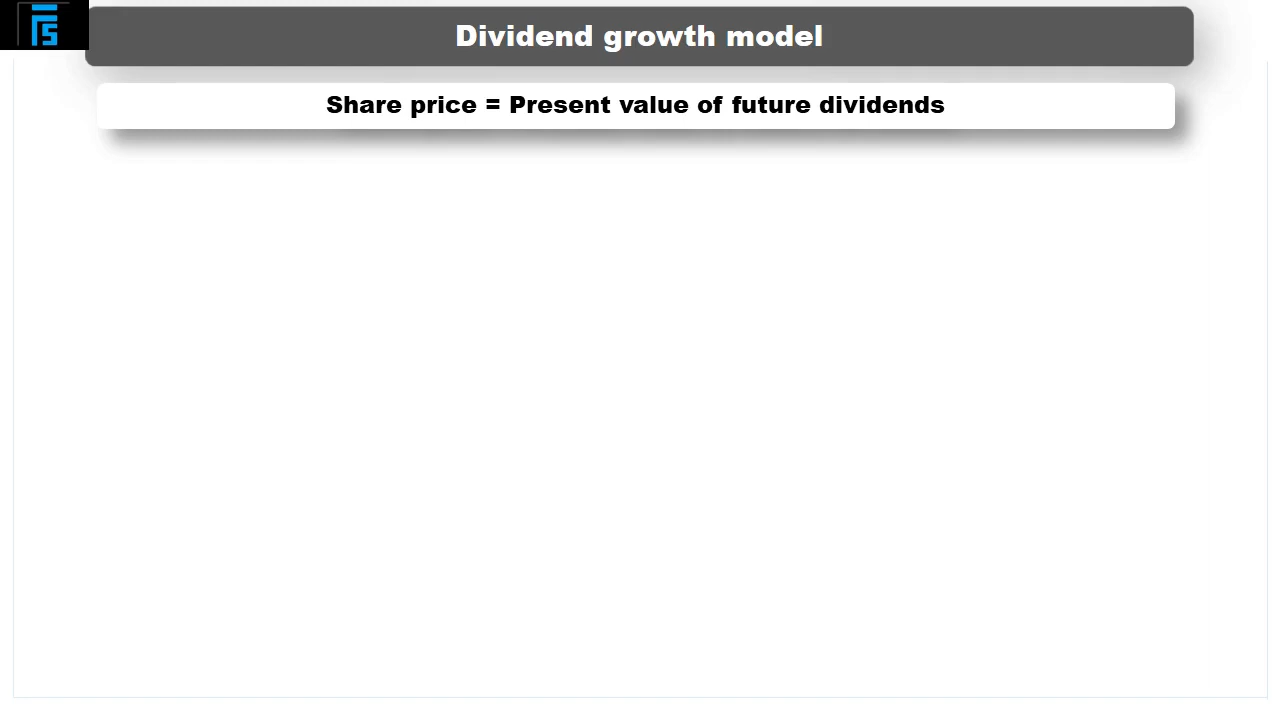 Dividend growth model
Share price = Present value of future dividends